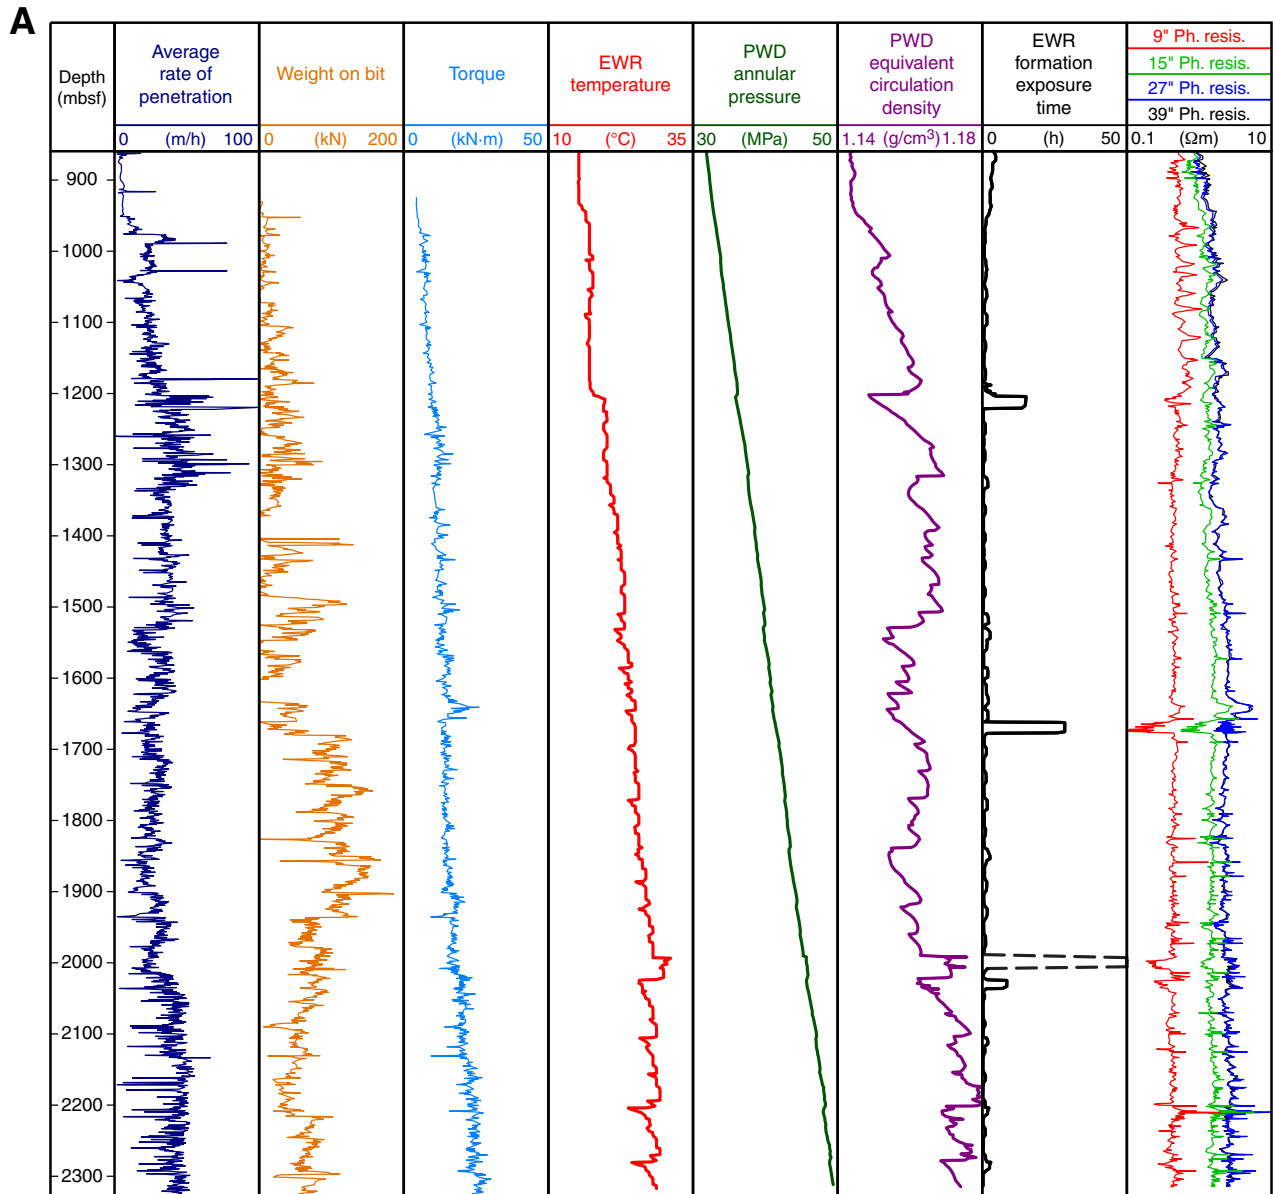 A
Depth
(mbsf)
Average
rate of
penetration
0 (m/h) 100
Weight on bit
0 (kN) 200
Torque
0 (kN·m) 50
EWR
temperature
10 (°C) 35
PWD
annular
pressure
30 (MPa) 50
PWD
equivalent
circulation
density
1.14 (g/cm³) 1.18
EWR
formation
exposure
time
0 (h) 50
9" Ph. resis.
15" Ph. resis.
27" Ph. resis.
39" Ph. resis.
0.1 (Ωm) 10
900
1000
1100
1200
1300
1400
1500
1600
1700
1800
1900
2000
2100
2200
2300